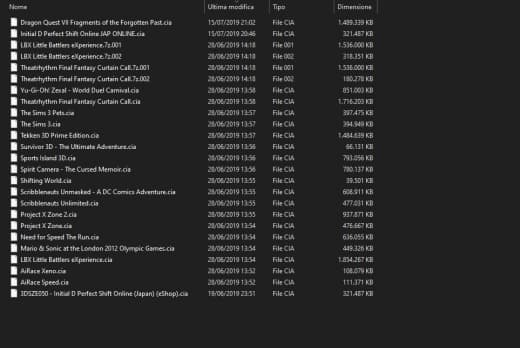 Nome Ultima modifica Tipo Dimensione
Dragon Quest VII Fragments of the Forgotten Past.cia 15/07/2019 21:02 File CIA 1.489.339 KB
Initial D Perfect Shift Online JAP ONLINE.cia 15/07/2019 20:46 File CIA 321.487 KB
LBX Little Battlers eXperience.7z.001 28/06/2019 14:18 File 001 1.536.000 KB
LBX Little Battlers eXperience.7z.002 28/06/2019 14:18 File 002 318.351 KB
Theatrhythm Final Fantasy Curtain Call.7z.001 28/06/2019 14:18 File 001 1.536.000 KB
Theatrhythm Final Fantasy Curtain Call.7z.002 28/06/2019 14:18 File 002 180.278 KB
Yu-Gi-Oh! Zexal - World Duel Carnival.cia 28/06/2019 13:58 File CIA 851.003 KB
Theatrhythm Final Fantasy Curtain Call.cia 28/06/2019 13:58 File CIA 1.716.203 KB
The Sims 3 Pets.cia 28/06/2019 13:57 File CIA 397.475 KB
The Sims 3.cia 28/06/2019 13:57 File CIA 394.949 KB
Tekken 3D Prime Edition.cia 28/06/2019 13:57 File CIA 1.484.639 KB
Survivor 3D - The Ultimate Adventure.cia 28/06/2019 13:56 File CIA 66.131 KB
Sports Island 3D.cia 28/06/2019 13:56 File CIA 793.056 KB
Spirit Camera - The Cursed Memoir.cia 28/06/2019 13:56 File CIA 780.137 KB
Shifting World.cia 28/06/2019 13:55 File CIA 39.501 KB
Scribblenauts Unmasked - A DC Comics Adventure.cia 28/06/2019 13:55 File CIA 608.911 KB
Scribblenauts Unlimited.cia 28/06/2019 13:55 File CIA 477.031 KB
Project X Zone 2.cia 28/06/2019 13:55 File CIA 937.871 KB
Project X Zone.cia 28/06/2019 13:54 File CIA 476.667 KB
Need for Speed The Run.cia 28/06/2019 13:54 File CIA 636.055 KB
Mario & Sonic at the London 2012 Olympic Games.cia 28/06/2019 13:54 File CIA 449.326 KB
LBX Little Battlers eXperience.cia 28/06/2019 13:54 File CIA 1.854.267 KB
AiRace Xeno.cia 28/06/2019 13:52 File CIA 108.079 KB
AiRace Speed.cia 28/06/2019 13:52 File CIA 111.371 KB
3DSZE050 - Initial D Perfect Shift Online (Japan) (eShop).cia 19/06/2019 23:51 File CIA 321.487 KB